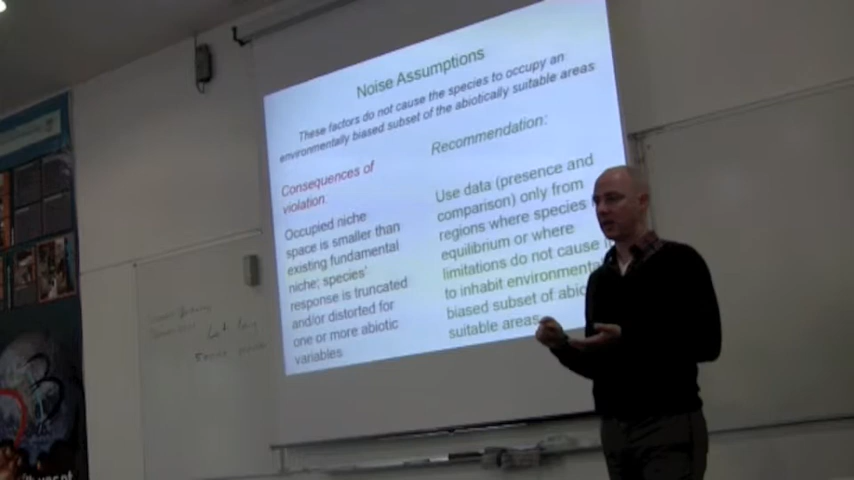 Noise Assumptions
These factors do not cause the species to occupy an
environmentally biased subset of the abiotically suitable areas
Consequences of
violation:
Occupied niche
space is smaller than
existing fundamental
niche; species'
response is truncated
and/or distorted for
one or more abiotic
variables
Recommendation:
Use data (presence and
comparison) only from
regions where species
equilibrium or where
limitations do not cause
to inhabit environmenta
biased subset of abio
suitable areas